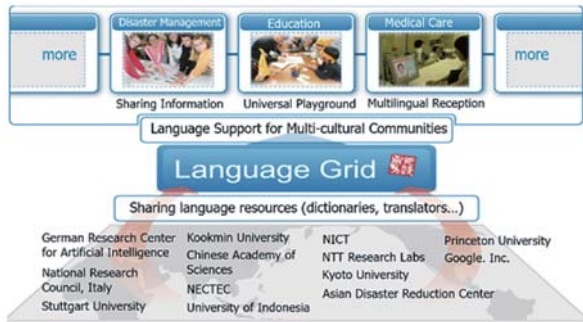 Disaster Management
Education
Medical Care
more
more
Sharing Information
Universal Playground
Multilingual Reception
Language Support for Multi-cultural Communities
Language Grid
Sharing language resources (dictionaries, translators...)
German Research Center
for Artificial Intelligence
National Research
Council, Italy
Stuttgart University
Kookmin University
Chinese Academy of
Sciences
NECTEC
University of Indonesia
NICT
NTT Research Labs
Kyoto University
Asian Disaster Reduction Center
Princeton University
Google. Inc.